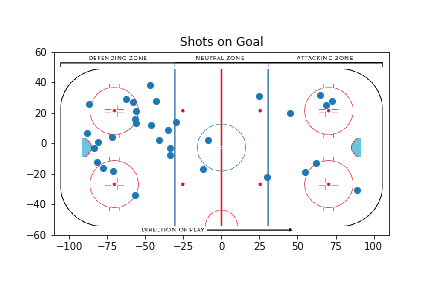 Shots on Goal
DEFENDING ZONE NEUTRAL ZONE ATTACKING ZONE
60
40
20
0
−20
−40
−60
DIRECTION OF PLAY
−100 −75 −50 −25 0 25 50 75 100